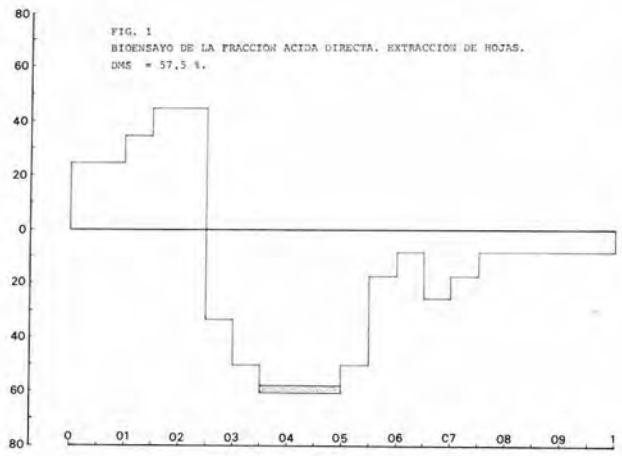 FIG. 1
BIOENSAYO DE LA FRACCION ACIDA DIRECTA. EXTRACCION DE HOJAS.
DMS = 57,5 %.
80
60
40
20
0
20
40
60
80
0 01 02 03 04 05 06 07 08 09 1